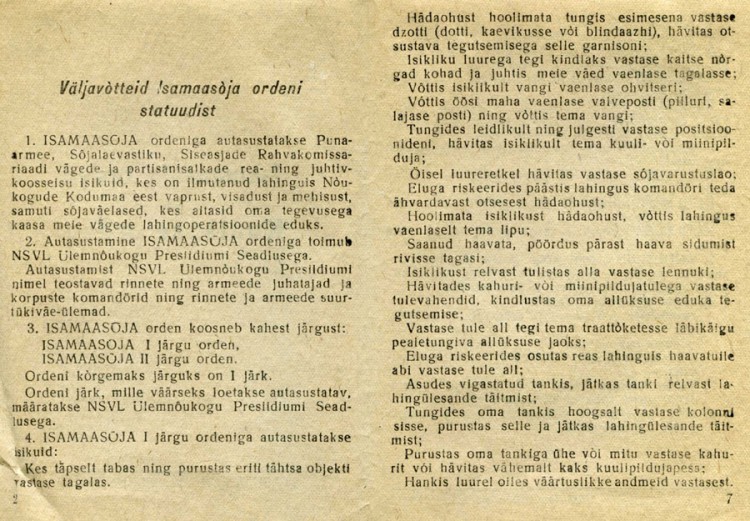 Väljavõtteid Isamaasõja ordeni
statuudist
1. ISAMAASÕJA ordeniga autasustatakse Puna-
armee, Sõjalaevastiku, Siseasjade Rahvakomissa-
riaadi vägede ja partisanisalkade rea- ning juhtiv-
koosseisu isikuid, kes on ilmutanud lahinguis Nõu-
kogude Kodumaa eest vaprust, visadust ja mehisust,
samuti sõjaväelased, kes aitasid oma tegevusega
kaasa meie vägede lahingoperatsioonide eduks.
2. Autasustamine ISAMAASÕJA ordeniga toimub
NSVL Ülemnõukogu Presiidiumi Seadlusega.
Autasustamist NSVL Ülemnõukogu Presiidiumi
nimel teostavad rinnete ning armeede juhatajad ja
korpuste komandörid ning rinnete ja armeede suur-
tükiväe-ülemad.
3. ISAMAASÕJA orden koosneb kahest järgust:
ISAMAASÕJA I järgu orden,
ISAMAASÕJA II järgu orden.
Ordeni kõrgemaks järguks on I järk.
Ordeni järk, mille väärseks loetakse autasustatav,
määratakse NSVL Ülemnõukogu Presiidiumi Sead-
lusega.
4. ISAMAASÕJA I järgu ordeniga autasustatakse
isikuid:
Kes täpselt tabas ning purustas eriti tähtsa objekti
vastase tagalas.
2
Hädaohust hoolimata tungis esimesena vastase
dzotti (dotti, kaevikusse või blindaazhi), hävitas ot-
sustava tegutsemisega selle garnisoni;
Isikliku luurega tegi kindlaks vastase kaitse nõr-
gad kohad ja juhtis meie väed vaenlase tagalasse;
Võttis isiklikult vangi vaenlase ohvitseri;
Võttis öösi maha vaenlase valveposti (piiluri, sa-
lajase posti) ning võttis tema vangi;
Tungides leidlikult ning julgesti vastase positsioo-
nideni, hävitas isiklikult tema kuuli- või miinipil-
duja;
Öisel luureretkel hävitas vastase sõjavarustuslao;
Eluga riskeerides päästis lahingus komandöri teda
ähvardavast otsesest hädaohust;
Hoolimata isiklikust hädaohust, võttis lahingus
vaenlaselt tema lipu;
Saanud haavata, pöördus pärast haava sidumist
rivisse tagasi;
Isiklikust relvast tulistas alla vastase lennuki;
Hävitades kahuri- või miinipildujatulega vastase
tulevahendid, kindlustas oma allüksuse eduka te-
gutsemise;
Vastase tule all tegi tema traattõketesse läbikäigu
pealetungiva allüksuse jaoks;
Eluga riskeerides osutas reas lahinguis haavatuile
abi vastase tule all;
Asudes vigastatud tankis, jätkas tanki relvast la-
hingülesande täitmist;
Tungides oma tankis hoogsalt vastase kolonni
sisse, purustas selle ja jätkas lahingülesande täit-
mist;
Purustas oma tankiga ühe või mitu vastase kahu-
rit või hävitas vähemalt kaks kuulipildujapesa;
Hankis luurel olles väärtuslikke andmeid vastasest.
7